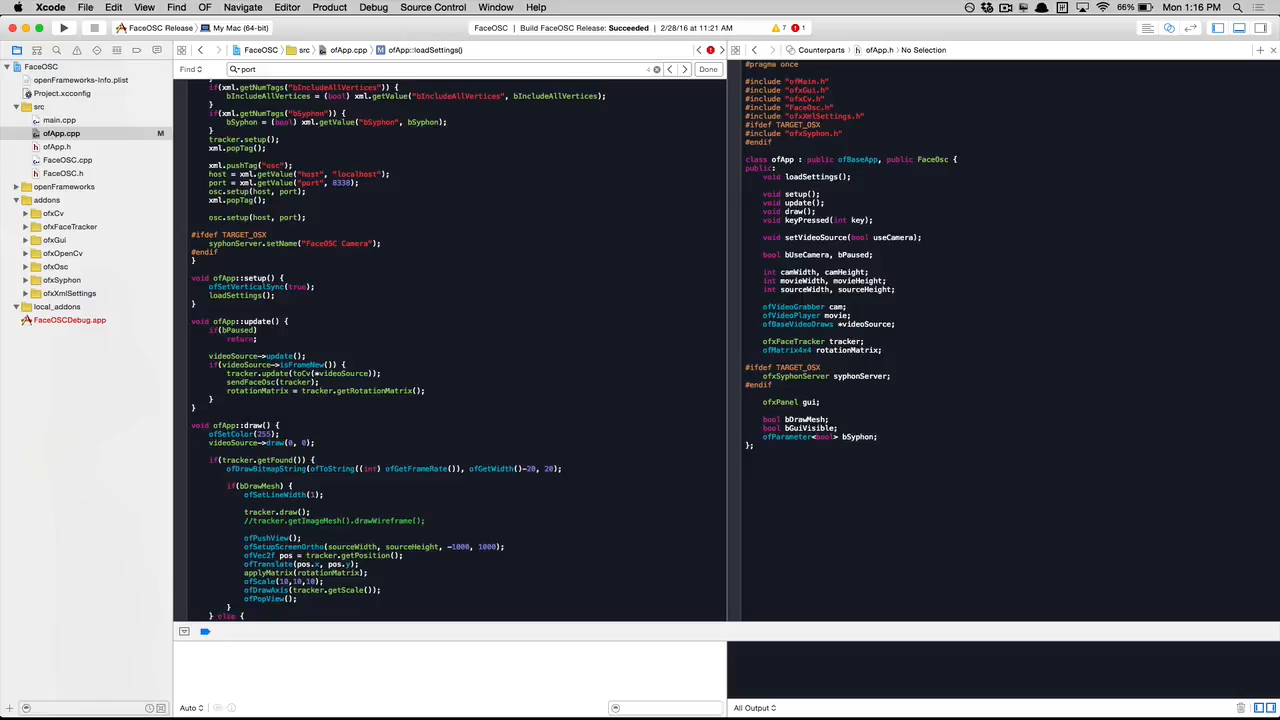 Xcode File Edit View Find OF Navigate Editor Product Debug Source Control Window Help 66% Mon 1:16 PM
FaceOSC Release My Mac (64-bit) FaceOSC | Build FaceOSC Release: Succeeded | 2/28/16 at 11:21 AM 7 1
FaceOSC src ofApp.cpp ofApp::loadSettings() Counterparts ofApp.h No Selection
Find port 4 Done
FaceOSC
openFrameworks-Info.plist
Project.xcconfig
src
main.cpp
ofApp.cpp M
ofApp.h
FaceOSC.cpp
FaceOSC.h
openFrameworks
addons
ofxCv
ofxFaceTracker
ofxGui
ofxOpenCv
ofxOsc
ofxSyphon
ofxXmlSettings
local_addons
FaceOSCDebug.app
if(xml.getNumTags("bIncludeAllVertices")) {
bIncludeAllVertices = (bool) xml.getValue("bIncludeAllVertices", bIncludeAllVertices);
}
if(xml.getNumTags("bSyphon")) {
bSyphon = (bool) xml.getValue("bSyphon", bSyphon);
}
tracker.setup();
xml.popTag();
xml.pushTag("osc");
host = xml.getValue("host", "localhost");
port = xml.getValue("port", 8338);
osc.setup(host, port);
xml.popTag();
osc.setup(host, port);
#ifdef TARGET_OSX
syphonServer.setName("FaceOSC Camera");
#endif
}
void ofApp::setup() {
ofSetVerticalSync(true);
loadSettings();
}
void ofApp::update() {
if(bPaused)
return;
videoSource->update();
if(videoSource->isFrameNew()) {
tracker.update(toCv(*videoSource));
sendFaceOsc(tracker);
rotationMatrix = tracker.getRotationMatrix();
}
}
void ofApp::draw() {
ofSetColor(255);
videoSource->draw(0, 0);
if(tracker.getFound()) {
ofDrawBitmapString(ofToString((int) ofGetFrameRate()), ofGetWidth()-20, 20);
if(bDrawMesh) {
ofSetLineWidth(1);
tracker.draw();
//tracker.getImageMesh().drawWireframe();
ofPushView();
ofSetupScreenOrtho(sourceWidth, sourceHeight, -1000, 1000);
ofVec2f pos = tracker.getPosition();
ofTranslate(pos.x, pos.y);
applyMatrix(rotationMatrix);
ofScale(10,10,10);
ofDrawAxis(tracker.getScale());
ofPopView();
}
} else {
#pragma once
#include "ofMain.h"
#include "ofxGui.h"
#include "ofxCv.h"
#include "FaceOsc.h"
#include "ofxXmlSettings.h"
#ifdef TARGET_OSX
#include "ofxSyphon.h"
#endif
class ofApp : public ofBaseApp, public FaceOsc {
public:
void loadSettings();
void setup();
void update();
void draw();
void keyPressed(int key);
void setVideoSource(bool useCamera);
bool bUseCamera, bPaused;
int camWidth, camHeight;
int movieWidth, movieHeight;
int sourceWidth, sourceHeight;
ofVideoGrabber cam;
ofVideoPlayer movie;
ofBaseVideoDraws *videoSource;
ofxFaceTracker tracker;
ofMatrix4x4 rotationMatrix;
#ifdef TARGET_OSX
ofxSyphonServer syphonServer;
#endif
ofxPanel gui;
bool bDrawMesh;
bool bGuiVisible;
ofParameter<bool> bSyphon;
};
Auto All Output